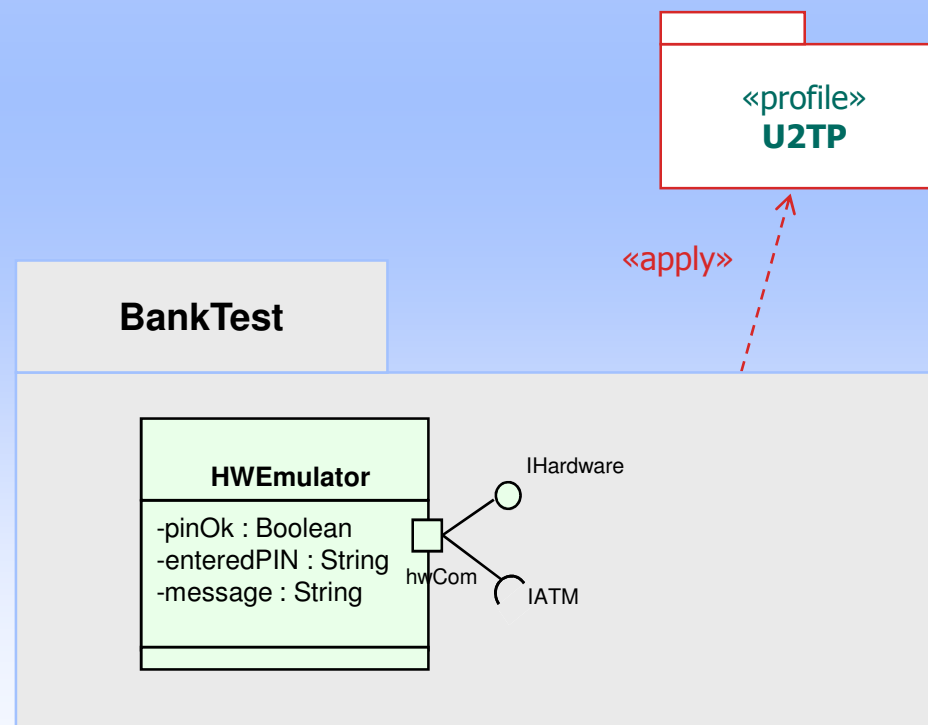 «profile»
U2TP
«apply»
BankTest
HWEmulator
-pinOk : Boolean
-enteredPIN : String
-message : String
IHardware
hwCom
IATM